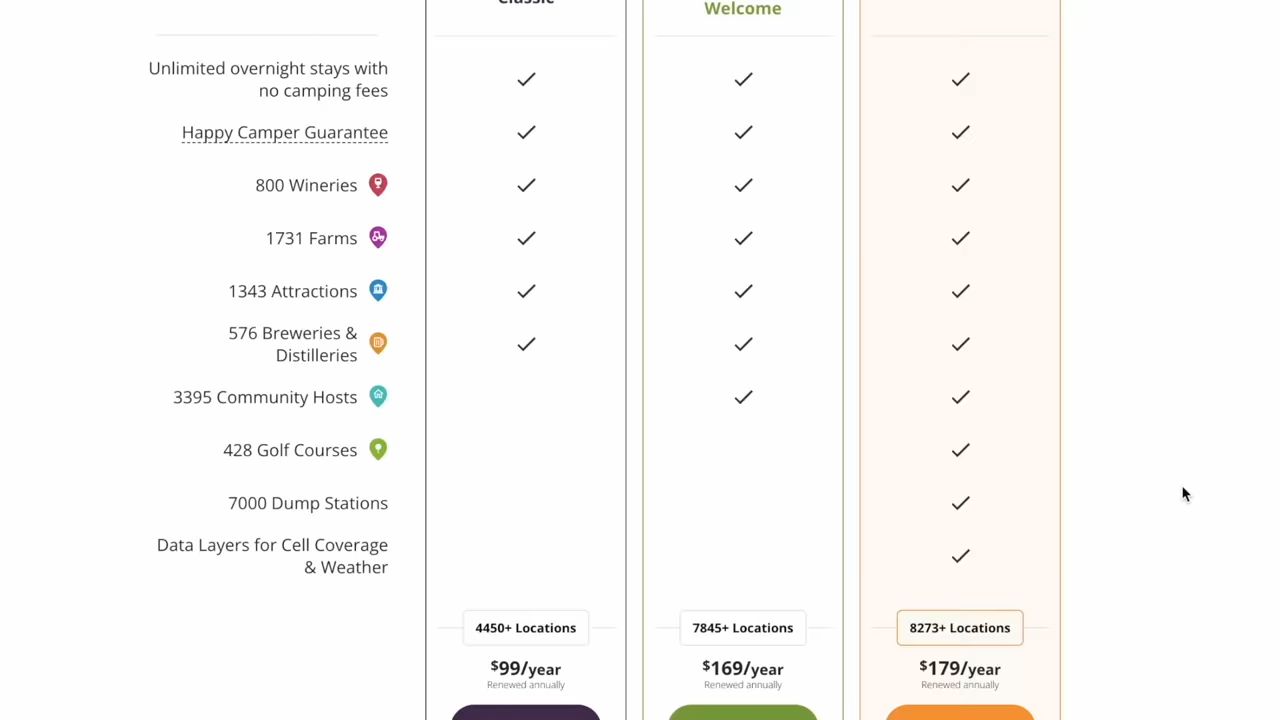 Classic
Welcome
Unlimited overnight stays with
no camping fees
Happy Camper Guarantee
800 Wineries
1731 Farms
1343 Attractions
576 Breweries &
Distilleries
3395 Community Hosts
428 Golf Courses
7000 Dump Stations
Data Layers for Cell Coverage
& Weather
4450+ Locations
7845+ Locations
8273+ Locations
$99/year
$169/year
$179/year
Renewed annually
Renewed annually
Renewed annually